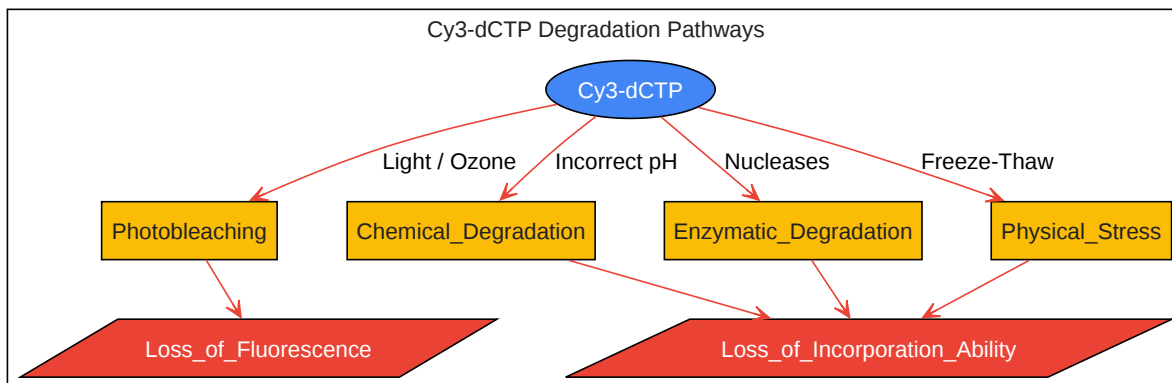 Cy3-dCTP Degradation Pathways
Cy3-dCTP
Light / Ozone
Incorrect pH
Nucleases
Freeze-Thaw
Photobleaching
Chemical_Degradation
Enzymatic_Degradation
Physical_Stress
Loss_of_Fluorescence
Loss_of_Incorporation_Ability